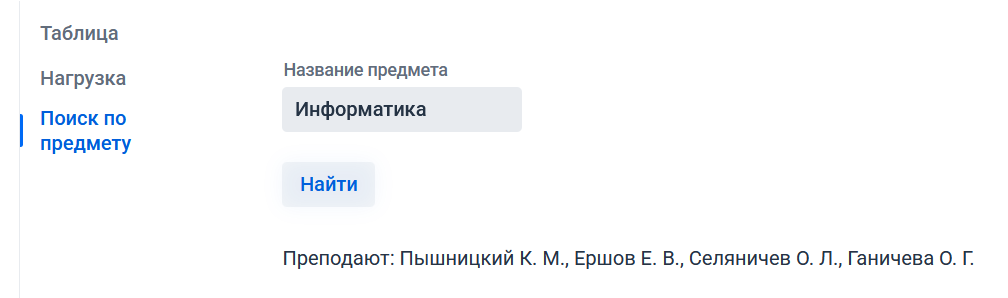 Таблица
Нагрузка
Поиск по
предмету
Название предмета
Информатика
Найти
Преподают: Пышницкий К. М., Ершов Е. В., Селяничев О. Л., Ганичева О. Г.